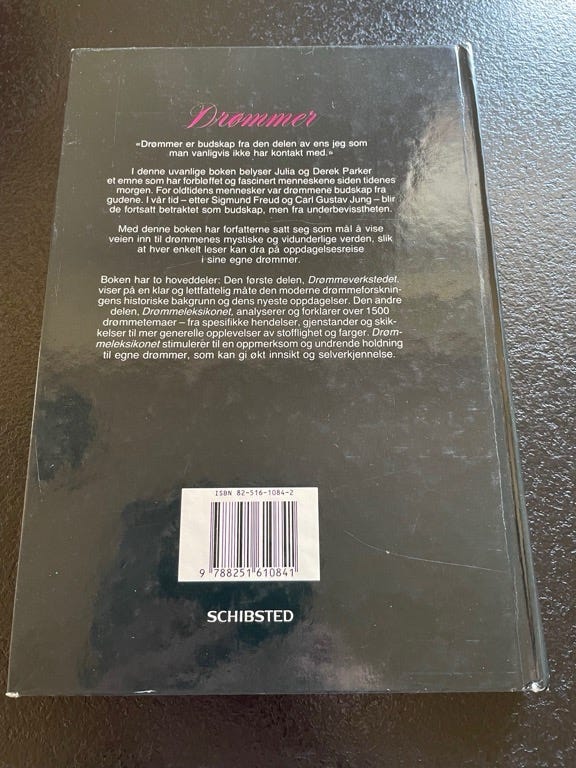 Drømmer
«Drømmer er budskap fra den delen av ens jeg som
man vanligvis ikke har kontakt med.»
I denne uvanlige boken belyser Julia og Derek Parker
et emne som har forbløffet og fascinert menneskene siden tidenes
morgen. For oldtidens mennesker var drømmene budskap fra
gudene. I vår tid – etter Sigmund Freud og Carl Gustav Jung – blir
de fortsatt betraktet som budskap, men fra underbevisstheten.
Med denne boken har forfatterne satt seg som mål å vise
veien inn til drømmenes mystiske og vidunderlige verden, slik
at hver enkelt leser kan dra på oppdagelsesreise
i sine egne drømmer.
Boken har to hoveddeler: Den første delen, Drømmeverkstedet,
viser på en klar og lettfattelig måte den moderne drømmeforsknin-
gens historiske bakgrunn og dens nyeste oppdagelser. Den andre
delen, Drømmeleksikonet, analyserer og forklarer over 1500
drømmetemaer – fra spesifikke hendelser, gjenstander og skik-
kelser til mer generelle opplevelser av stofflighet og farger. Drøm-
meleksikonet stimulerer til en oppmerksom og undrende holdning
til egne drømmer, som kan gi økt innsikt og selverkjennelse.
ISBN 82-516-1084-2
9 788251 610841
SCHIBSTED